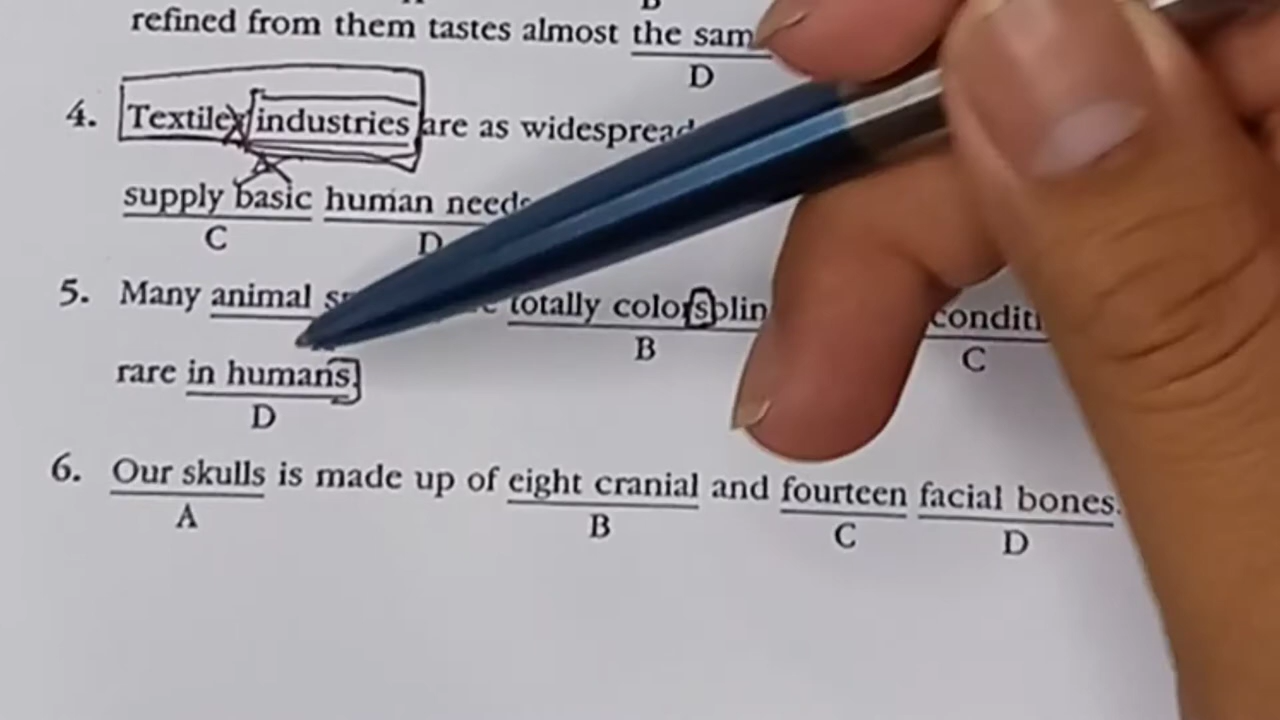 B
refined from them tastes almost the sam
D
4. Textiles industries are as widespread
supply basic human needs
C D
5. Many animal totally colorsblin conditi
B C
rare in humans.
D
6. Our skulls is made up of eight cranial and fourteen facial bones.
A B C D